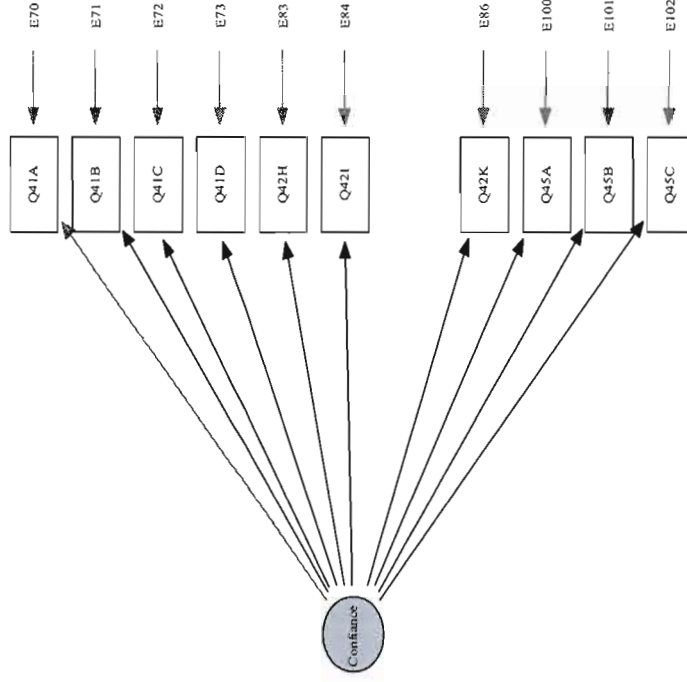 E70
E71
E72
E73
E83
E84
E86
E100
E101
E102
Q41A
Q41B
Q41C
Q41D
Q42H
Q42I
Q42K
Q45A
Q45B
Q45C
Confiance